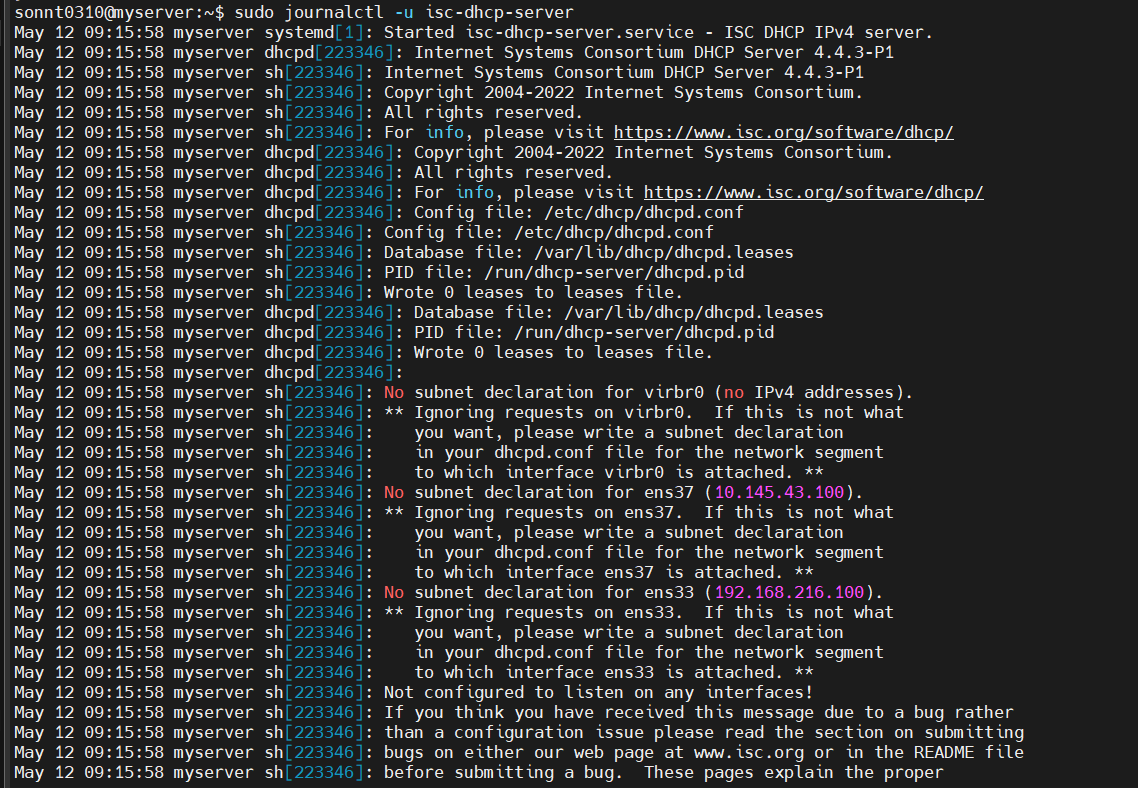 sonnt0310@myserver:~$ sudo journalctl -u isc-dhcp-server
May 12 09:15:58 myserver systemd[1]: Started isc-dhcp-server.service - ISC DHCP IPv4 server.
May 12 09:15:58 myserver dhcpd[223346]: Internet Systems Consortium DHCP Server 4.4.3-P1
May 12 09:15:58 myserver sh[223346]: Internet Systems Consortium DHCP Server 4.4.3-P1
May 12 09:15:58 myserver sh[223346]: Copyright 2004-2022 Internet Systems Consortium.
May 12 09:15:58 myserver sh[223346]: All rights reserved.
May 12 09:15:58 myserver sh[223346]: For info, please visit https://www.isc.org/software/dhcp/
May 12 09:15:58 myserver dhcpd[223346]: Copyright 2004-2022 Internet Systems Consortium.
May 12 09:15:58 myserver dhcpd[223346]: All rights reserved.
May 12 09:15:58 myserver dhcpd[223346]: For info, please visit https://www.isc.org/software/dhcp/
May 12 09:15:58 myserver dhcpd[223346]: Config file: /etc/dhcp/dhcpd.conf
May 12 09:15:58 myserver sh[223346]: Config file: /etc/dhcp/dhcpd.conf
May 12 09:15:58 myserver sh[223346]: Database file: /var/lib/dhcp/dhcpd.leases
May 12 09:15:58 myserver sh[223346]: PID file: /run/dhcp-server/dhcpd.pid
May 12 09:15:58 myserver sh[223346]: Wrote 0 leases to leases file.
May 12 09:15:58 myserver dhcpd[223346]: Database file: /var/lib/dhcp/dhcpd.leases
May 12 09:15:58 myserver dhcpd[223346]: PID file: /run/dhcp-server/dhcpd.pid
May 12 09:15:58 myserver dhcpd[223346]: Wrote 0 leases to leases file.
May 12 09:15:58 myserver dhcpd[223346]:
May 12 09:15:58 myserver sh[223346]: No subnet declaration for virbr0 (no IPv4 addresses).
May 12 09:15:58 myserver sh[223346]: ** Ignoring requests on virbr0.  If this is not what
May 12 09:15:58 myserver sh[223346]:    you want, please write a subnet declaration
May 12 09:15:58 myserver sh[223346]:    in your dhcpd.conf file for the network segment
May 12 09:15:58 myserver sh[223346]:    to which interface virbr0 is attached. **
May 12 09:15:58 myserver sh[223346]: No subnet declaration for ens37 (10.145.43.100).
May 12 09:15:58 myserver sh[223346]: ** Ignoring requests on ens37.  If this is not what
May 12 09:15:58 myserver sh[223346]:    you want, please write a subnet declaration
May 12 09:15:58 myserver sh[223346]:    in your dhcpd.conf file for the network segment
May 12 09:15:58 myserver sh[223346]:    to which interface ens37 is attached. **
May 12 09:15:58 myserver sh[223346]: No subnet declaration for ens33 (192.168.216.100).
May 12 09:15:58 myserver sh[223346]: ** Ignoring requests on ens33.  If this is not what
May 12 09:15:58 myserver sh[223346]:    you want, please write a subnet declaration
May 12 09:15:58 myserver sh[223346]:    in your dhcpd.conf file for the network segment
May 12 09:15:58 myserver sh[223346]:    to which interface ens33 is attached. **
May 12 09:15:58 myserver sh[223346]: Not configured to listen on any interfaces!
May 12 09:15:58 myserver sh[223346]: If you think you have received this message due to a bug rather
May 12 09:15:58 myserver sh[223346]: than a configuration issue please read the section on submitting
May 12 09:15:58 myserver sh[223346]: bugs on either our web page at www.isc.org or in the README file
May 12 09:15:58 myserver sh[223346]: before submitting a bug.  These pages explain the proper